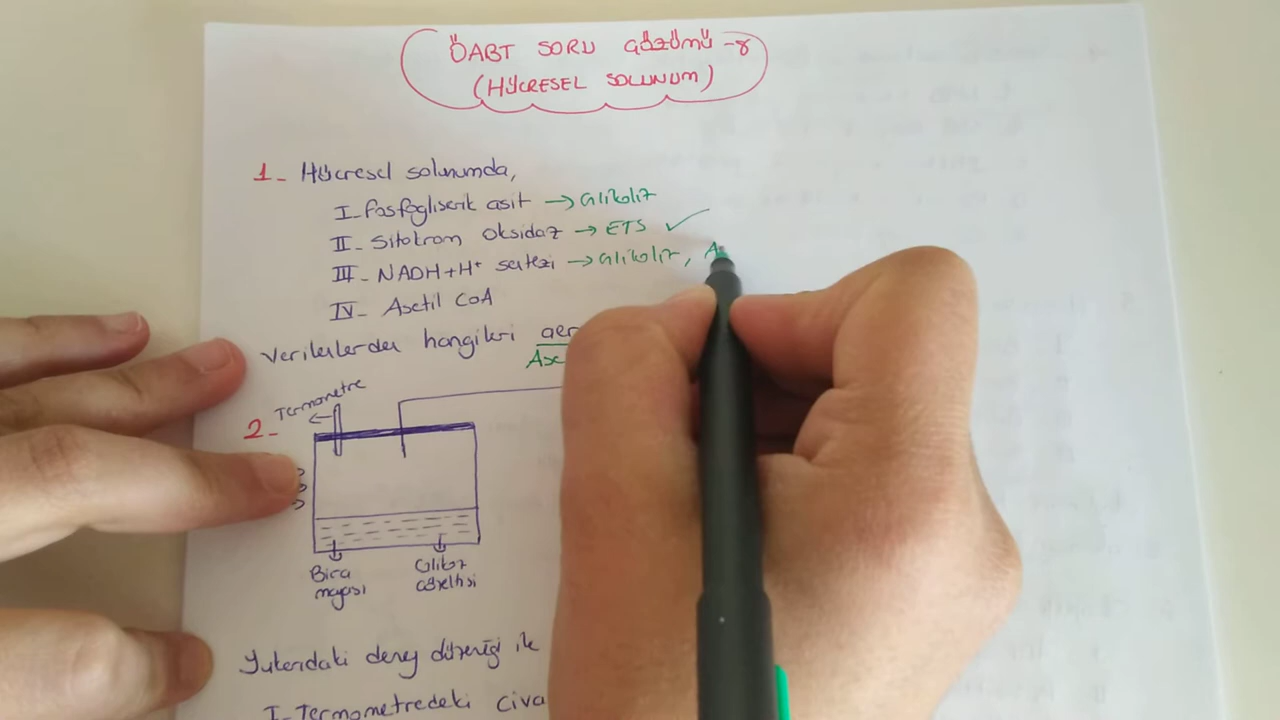 ÖABT SORU ÇÖZÜMÜ -8
(HÜCRESEL SOLUNUM)
1- Hücresel solunumda,
I- Fosfogliserik asit → Glikoliz
II- Sitokrom oksidaz → ETS ✓
III- NADH+H⁺ sentezi → Glikoliz, A
IV- Asetil CoA
Verilenlerden hangileri
2-
Termometre
Bira
mayası
Glikoz
çözeltisi
Yukarıdaki deney düzeneği ile
I- Termometredeki civa